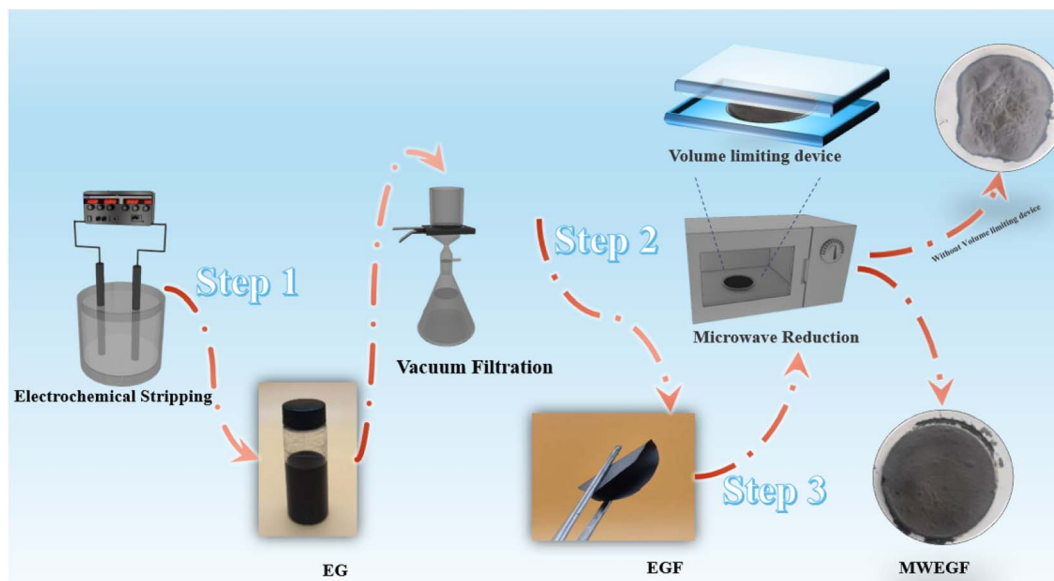 Electrochemical Stripping
Step 1
EG
Vacuum Filtration
Step 2
EGF
Step 3
Volume limiting device
Microwave Reduction
Without Volume limiting device
MWEGF